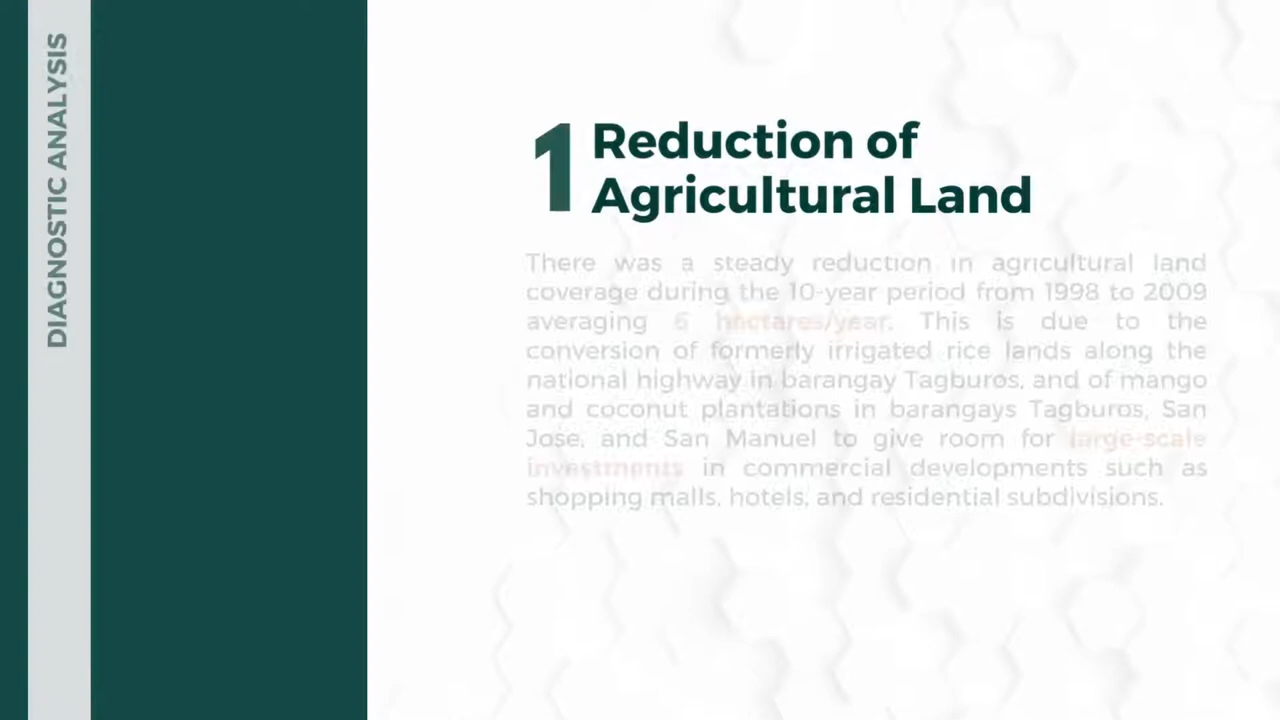 DIAGNOSTIC ANALYSIS
1 Reduction of
Agricultural Land
There was a steady reduction in agricultural land
coverage during the 10-year period from 1998 to 2009
averaging 6 hectares/year. This is due to the
conversion of formerly irrigated rice lands along the
national highway in barangay Tagburos, and of mango
and coconut plantations in barangays Tagburos, San
Jose, and San Manuel to give room for large-scale
investments in commercial developments such as
shopping malls, hotels, and residential subdivisions.